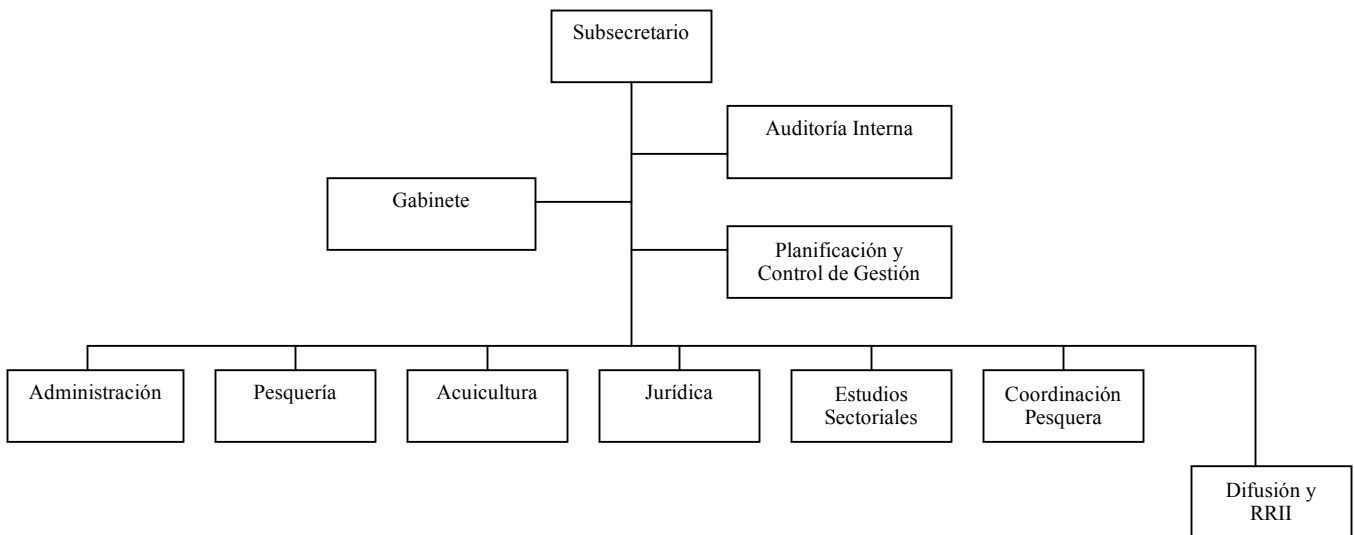 Subsecretario
Auditoría Interna
Gabinete
Planificación y
Control de Gestión
Administración
Pesquería
Acuicultura
Jurídica
Estudios
Sectoriales
Coordinación
Pesquera
Difusión y
RRII